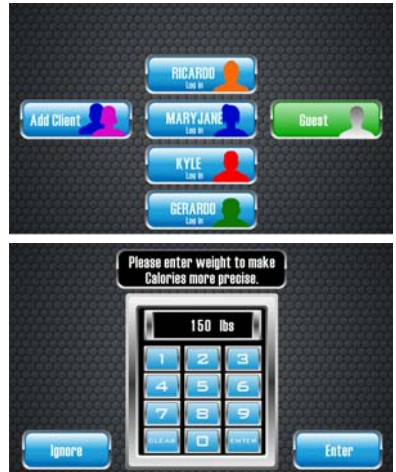 RICARDO
Log in
Add Client
MARYJANE
Log in
Guest
KYLE
Log in
GERARDO
Log in
Please enter weight to make
Calories more precise.
150 lbs
1 2 3
4 5 6
7 8 9
CLEAR 0 ENTER
Ignore
Enter